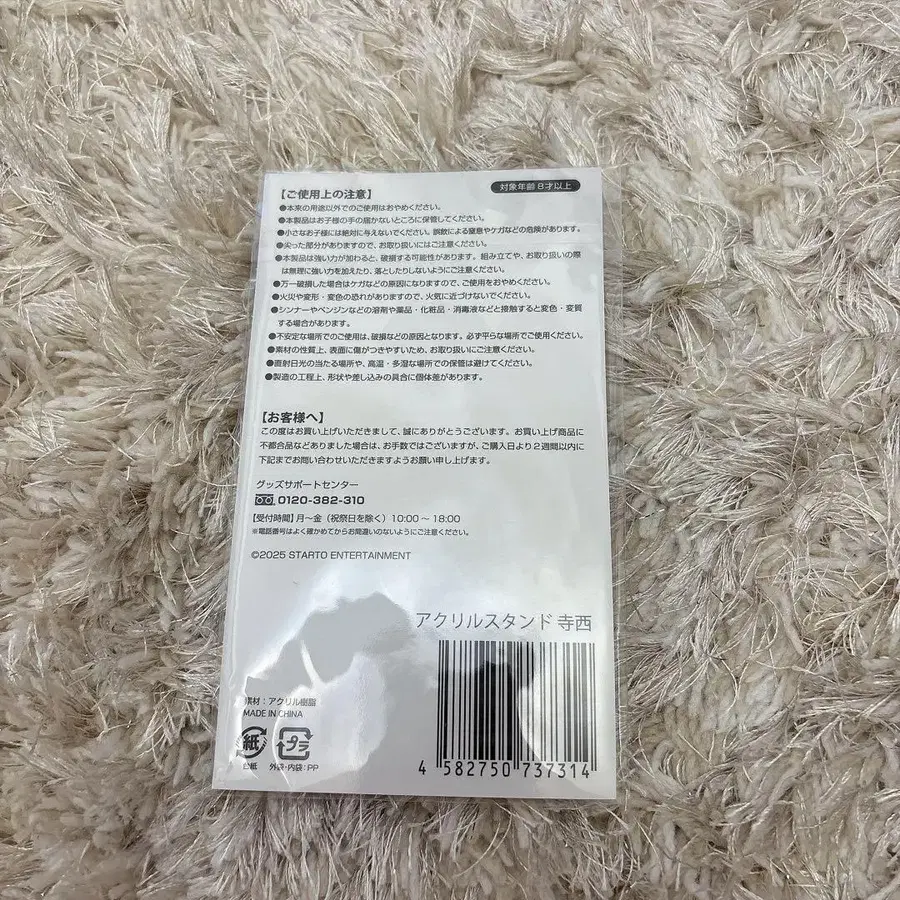 【ご使用上の注意】
対象年齢 8才以上
●本来の用途以外でのご使用はおやめください。
●本製品はお子様の手の届かないところに保管してください。
●小さなお子様には絶対に与えないでください。誤飲による窒息やケガなどの危険があります。
●尖った部分がありますので、お取り扱いにはご注意ください。
●本製品は強い力が加わると、破損する可能性があります。組み立てや、お取り扱いの際
は無理に強い力を加えたり、落としたりしないようにご注意ください。
●万一破損した場合はケガなどの原因になりますので、ご使用をおやめください。
●火災や変形・変色の恐れがありますので、火気に近づけないでください。
●シンナーやベンジンなどの溶剤や薬品・化粧品・消毒液などと接触すると変色・変質
する場合があります。
●不安定な場所でのご使用は、破損などの原因となります。必ず平らな場所でご使用ください。
●素材の性質上、表面に傷がつきやすいため、お取り扱いにご注意ください。
●直射日光の当たる場所や、高温・多湿な場所での保管は避けてください。
●製造の工程上、形状や差し込みの具合に個体差があります。
【お客様へ】
この度はお買い上げいただきまして、誠にありがとうございます。お買い上げ商品に
不都合品などありました場合は、お手数ではございますが、ご購入日より2週間以内に
下記までお問い合わせいただきますようお願い申し上げます。
グッズサポートセンター
0120-382-310
【受付時間】月〜金（祝祭日を除く）10:00〜18:00
※電話番号はよく確かめてからお間違いのないようにご注意ください。
©2025 STARTO ENTERTAINMENT
アクリルスタンド 寺西
素材：アクリル樹脂
MADE IN CHINA
紙 プラ
台紙 外袋・内袋：PP
4 582750 737314